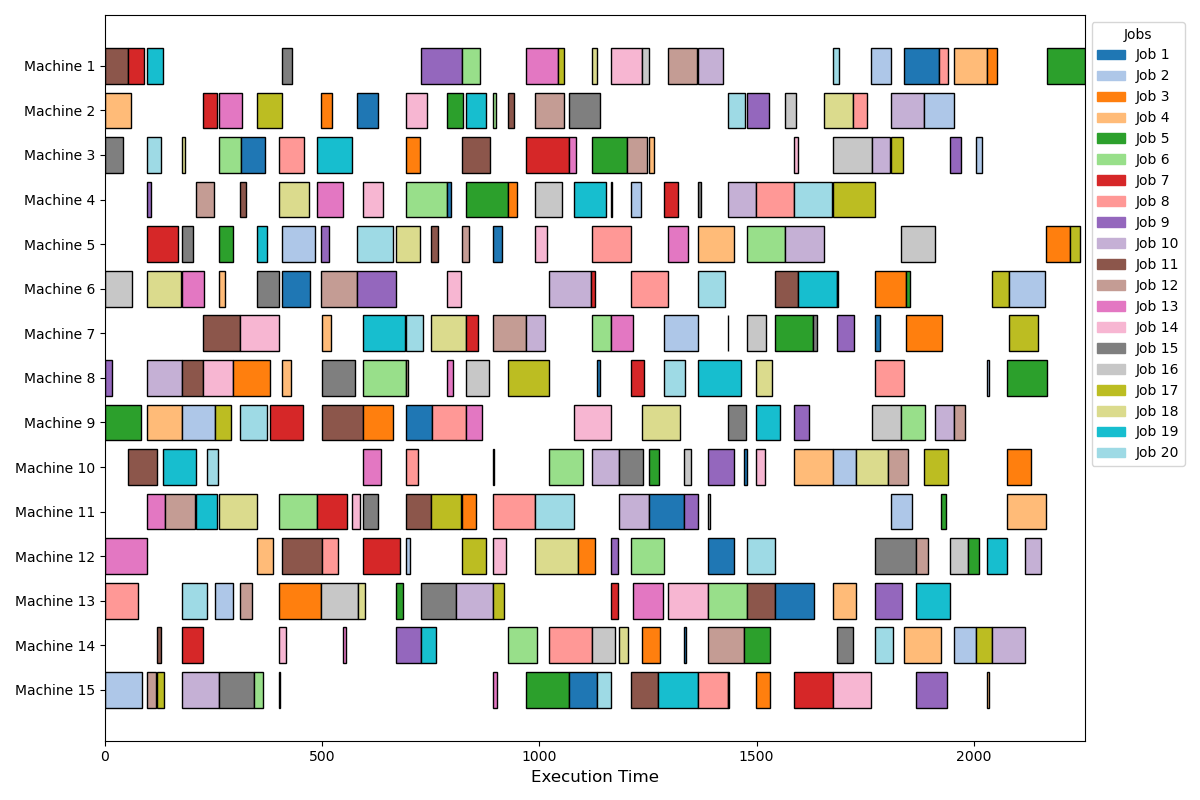 Machine 1
Machine 2
Machine 3
Machine 4
Machine 5
Machine 6
Machine 7
Machine 8
Machine 9
Machine 10
Machine 11
Machine 12
Machine 13
Machine 14
Machine 15
0 500 1000 1500 2000
Execution Time
Jobs
Job 1
Job 2
Job 3
Job 4
Job 5
Job 6
Job 7
Job 8
Job 9
Job 10
Job 11
Job 12
Job 13
Job 14
Job 15
Job 16
Job 17
Job 18
Job 19
Job 20